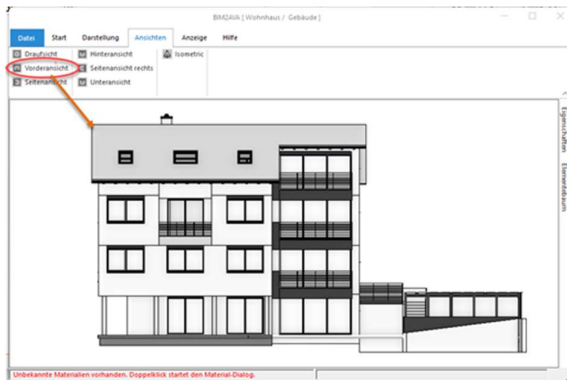 BIM2AVA [ Wohnhaus / Gebäude ]
Datei Start Darstellung Ansichten Anzeige Hilfe
Draufsicht Hinteransicht Isometric
Vorderansicht Seitenansicht rechts
Seitenansicht Unteransicht
Eigenschaften
Elementebaum
Unbekannte Materialien vorhanden. Doppelklick startet den Material-Dialog.